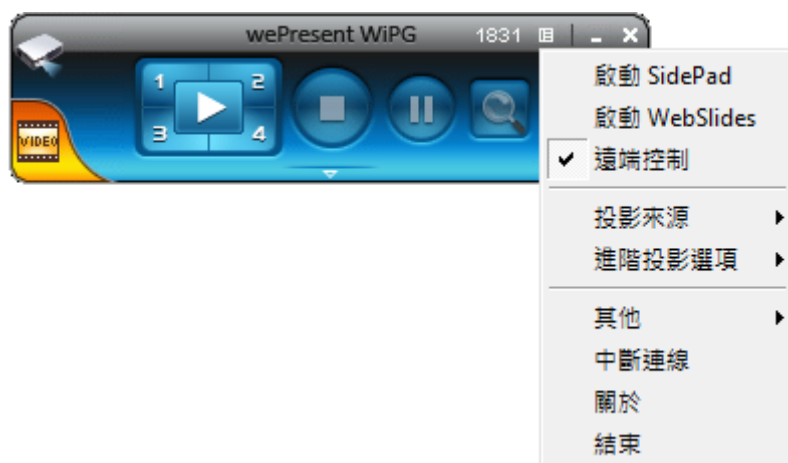 wePresent WiPG 1831
1 2
3 4
VIDEO
啟動 SidePad
啟動 WebSlides
遠端控制
投影來源
進階投影選項
其他
中斷連線
關於
結束